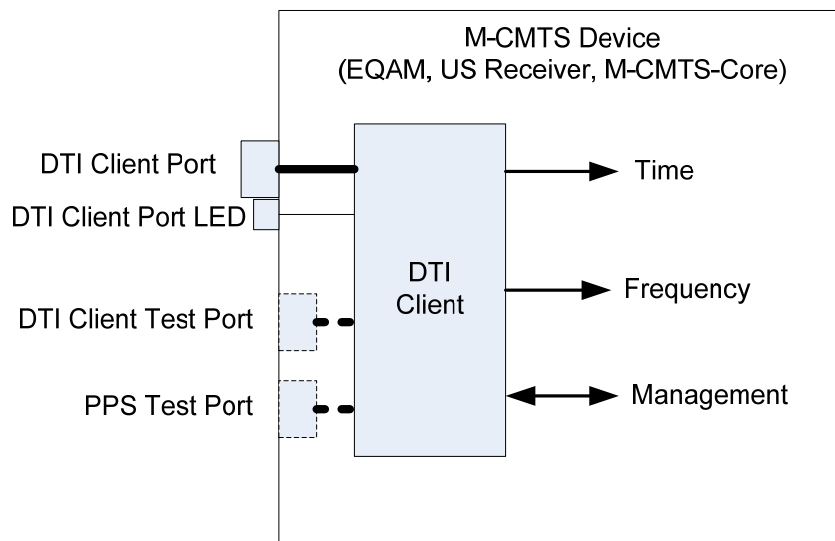 M-CMTS Device
(EQAM, US Receiver, M-CMTS-Core)
DTI Client Port
DTI Client Port LED
DTI Client Test Port
PPS Test Port
DTI
Client
Time
Frequency
Management